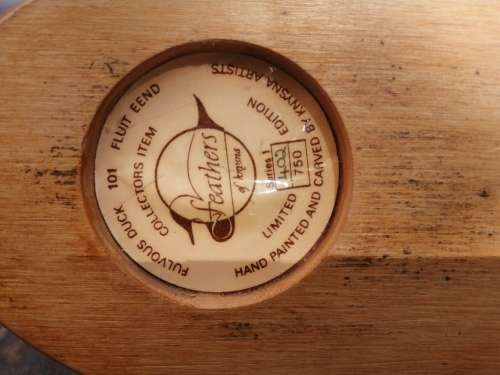 FULVOUS DUCK 101 FLUIT EEND
COLLECTORS ITEM
Feathers
of knysna
Series 1
402
750
LIMITED EDITION
HAND PAINTED AND CARVED BY KNYSNA ARTISTS